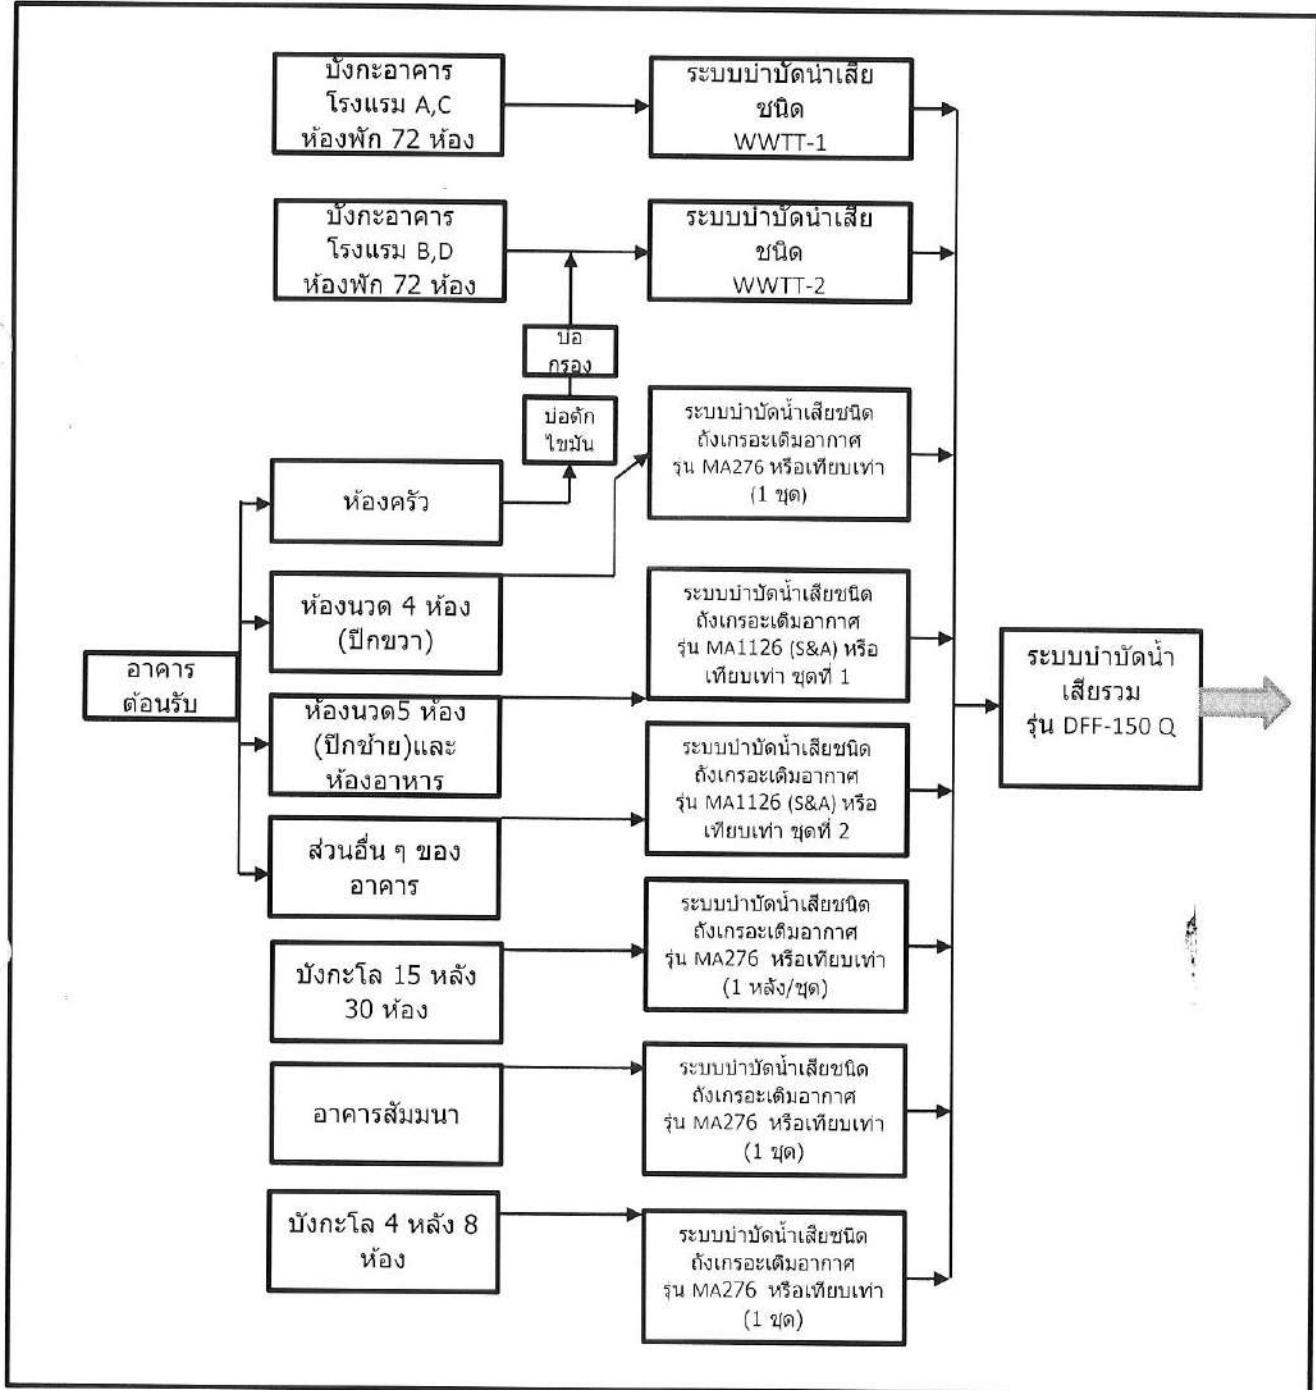 บังกะอาคาร
โรงแรม A,C
ห้องพัก 72 ห้อง
ระบบบำบัดน้ำเสีย
ชนิด
WWTT-1
บังกะอาคาร
โรงแรม B,D
ห้องพัก 72 ห้อง
ระบบบำบัดน้ำเสีย
ชนิด
WWTT-2
บ่อ
กรอง
บ่อดัก
ไขมัน
ระบบบำบัดน้ำเสียชนิด
ถังเกรอะเติมอากาศ
รุ่น MA276 หรือเทียบเท่า
(1 ชุด)
ห้องครัว
ห้องนวด 4 ห้อง
(ปีกขวา)
ระบบบำบัดน้ำเสียชนิด
ถังเกรอะเติมอากาศ
รุ่น MA1126 (S&A) หรือ
เทียบเท่า ชุดที่ 1
อาคาร
ต้อนรับ
ห้องนวด5 ห้อง
(ปีกซ้าย)และ
ห้องอาหาร
ระบบบำบัดน้ำ
เสียรวม
รุ่น DFF-150 Q
ระบบบำบัดน้ำเสียชนิด
ถังเกรอะเติมอากาศ
รุ่น MA1126 (S&A) หรือ
เทียบเท่า ชุดที่ 2
ส่วนอื่น ๆ ของ
อาคาร
ระบบบำบัดน้ำเสียชนิด
ถังเกรอะเติมอากาศ
รุ่น MA276 หรือเทียบเท่า
(1 หลัง/ชุด)
บังกะโล 15 หลัง
30 ห้อง
อาคารสัมมนา
ระบบบำบัดน้ำเสียชนิด
ถังเกรอะเติมอากาศ
รุ่น MA276 หรือเทียบเท่า
(1 ชุด)
บังกะโล 4 หลัง 8
ห้อง
ระบบบำบัดน้ำเสียชนิด
ถังเกรอะเติมอากาศ
รุ่น MA276 หรือเทียบเท่า
(1 ชุด)